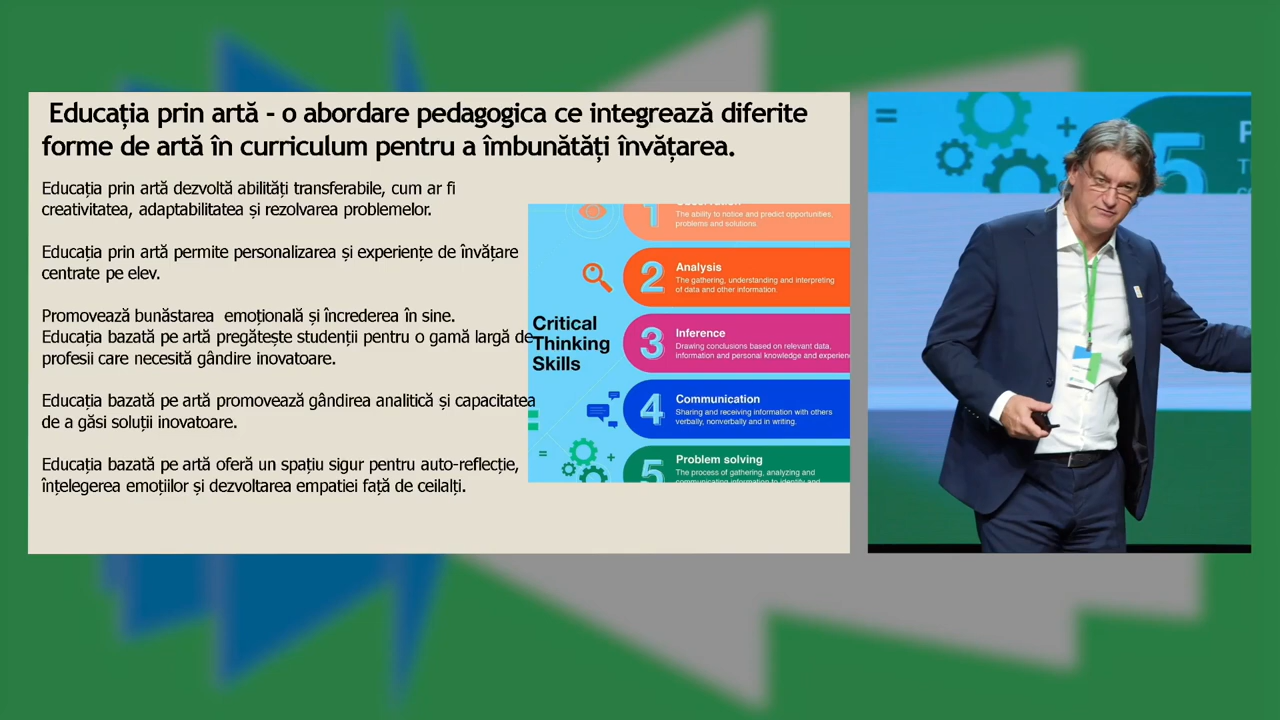 Educația prin artă - o abordare pedagogica ce integrează diferite
forme de artă în curriculum pentru a îmbunătăți învățarea.
Educația prin artă dezvoltă abilități transferabile, cum ar fi
creativitatea, adaptabilitatea și rezolvarea problemelor.
Educația prin artă permite personalizarea și experiențe de învățare
centrate pe elev.
Promovează bunăstarea emoțională și încrederea în sine.
Educația bazată pe artă pregătește studenții pentru o gamă largă de
profesii care necesită gândire inovatoare.
Educația bazată pe artă promovează gândirea analitică și capacitatea
de a găsi soluții inovatoare.
Educația bazată pe artă oferă un spațiu sigur pentru auto-reflecție,
înțelegerea emoțiilor și dezvoltarea empatiei față de ceilalți.
Critical
Thinking
Skills
1
The ability to notice and predict opportunities,
problems and solutions
2
Analysis
The gathering, understanding and interpreting
of data and other information.
3
Inference
Drawing conclusions based on relevant data,
information and personal knowledge and experien
4
Communication
Sharing and receiving information with others
verbally, nonverbally and in writing.
5
Problem solving
The process of gathering, analyzing and
=
+
=
+
5